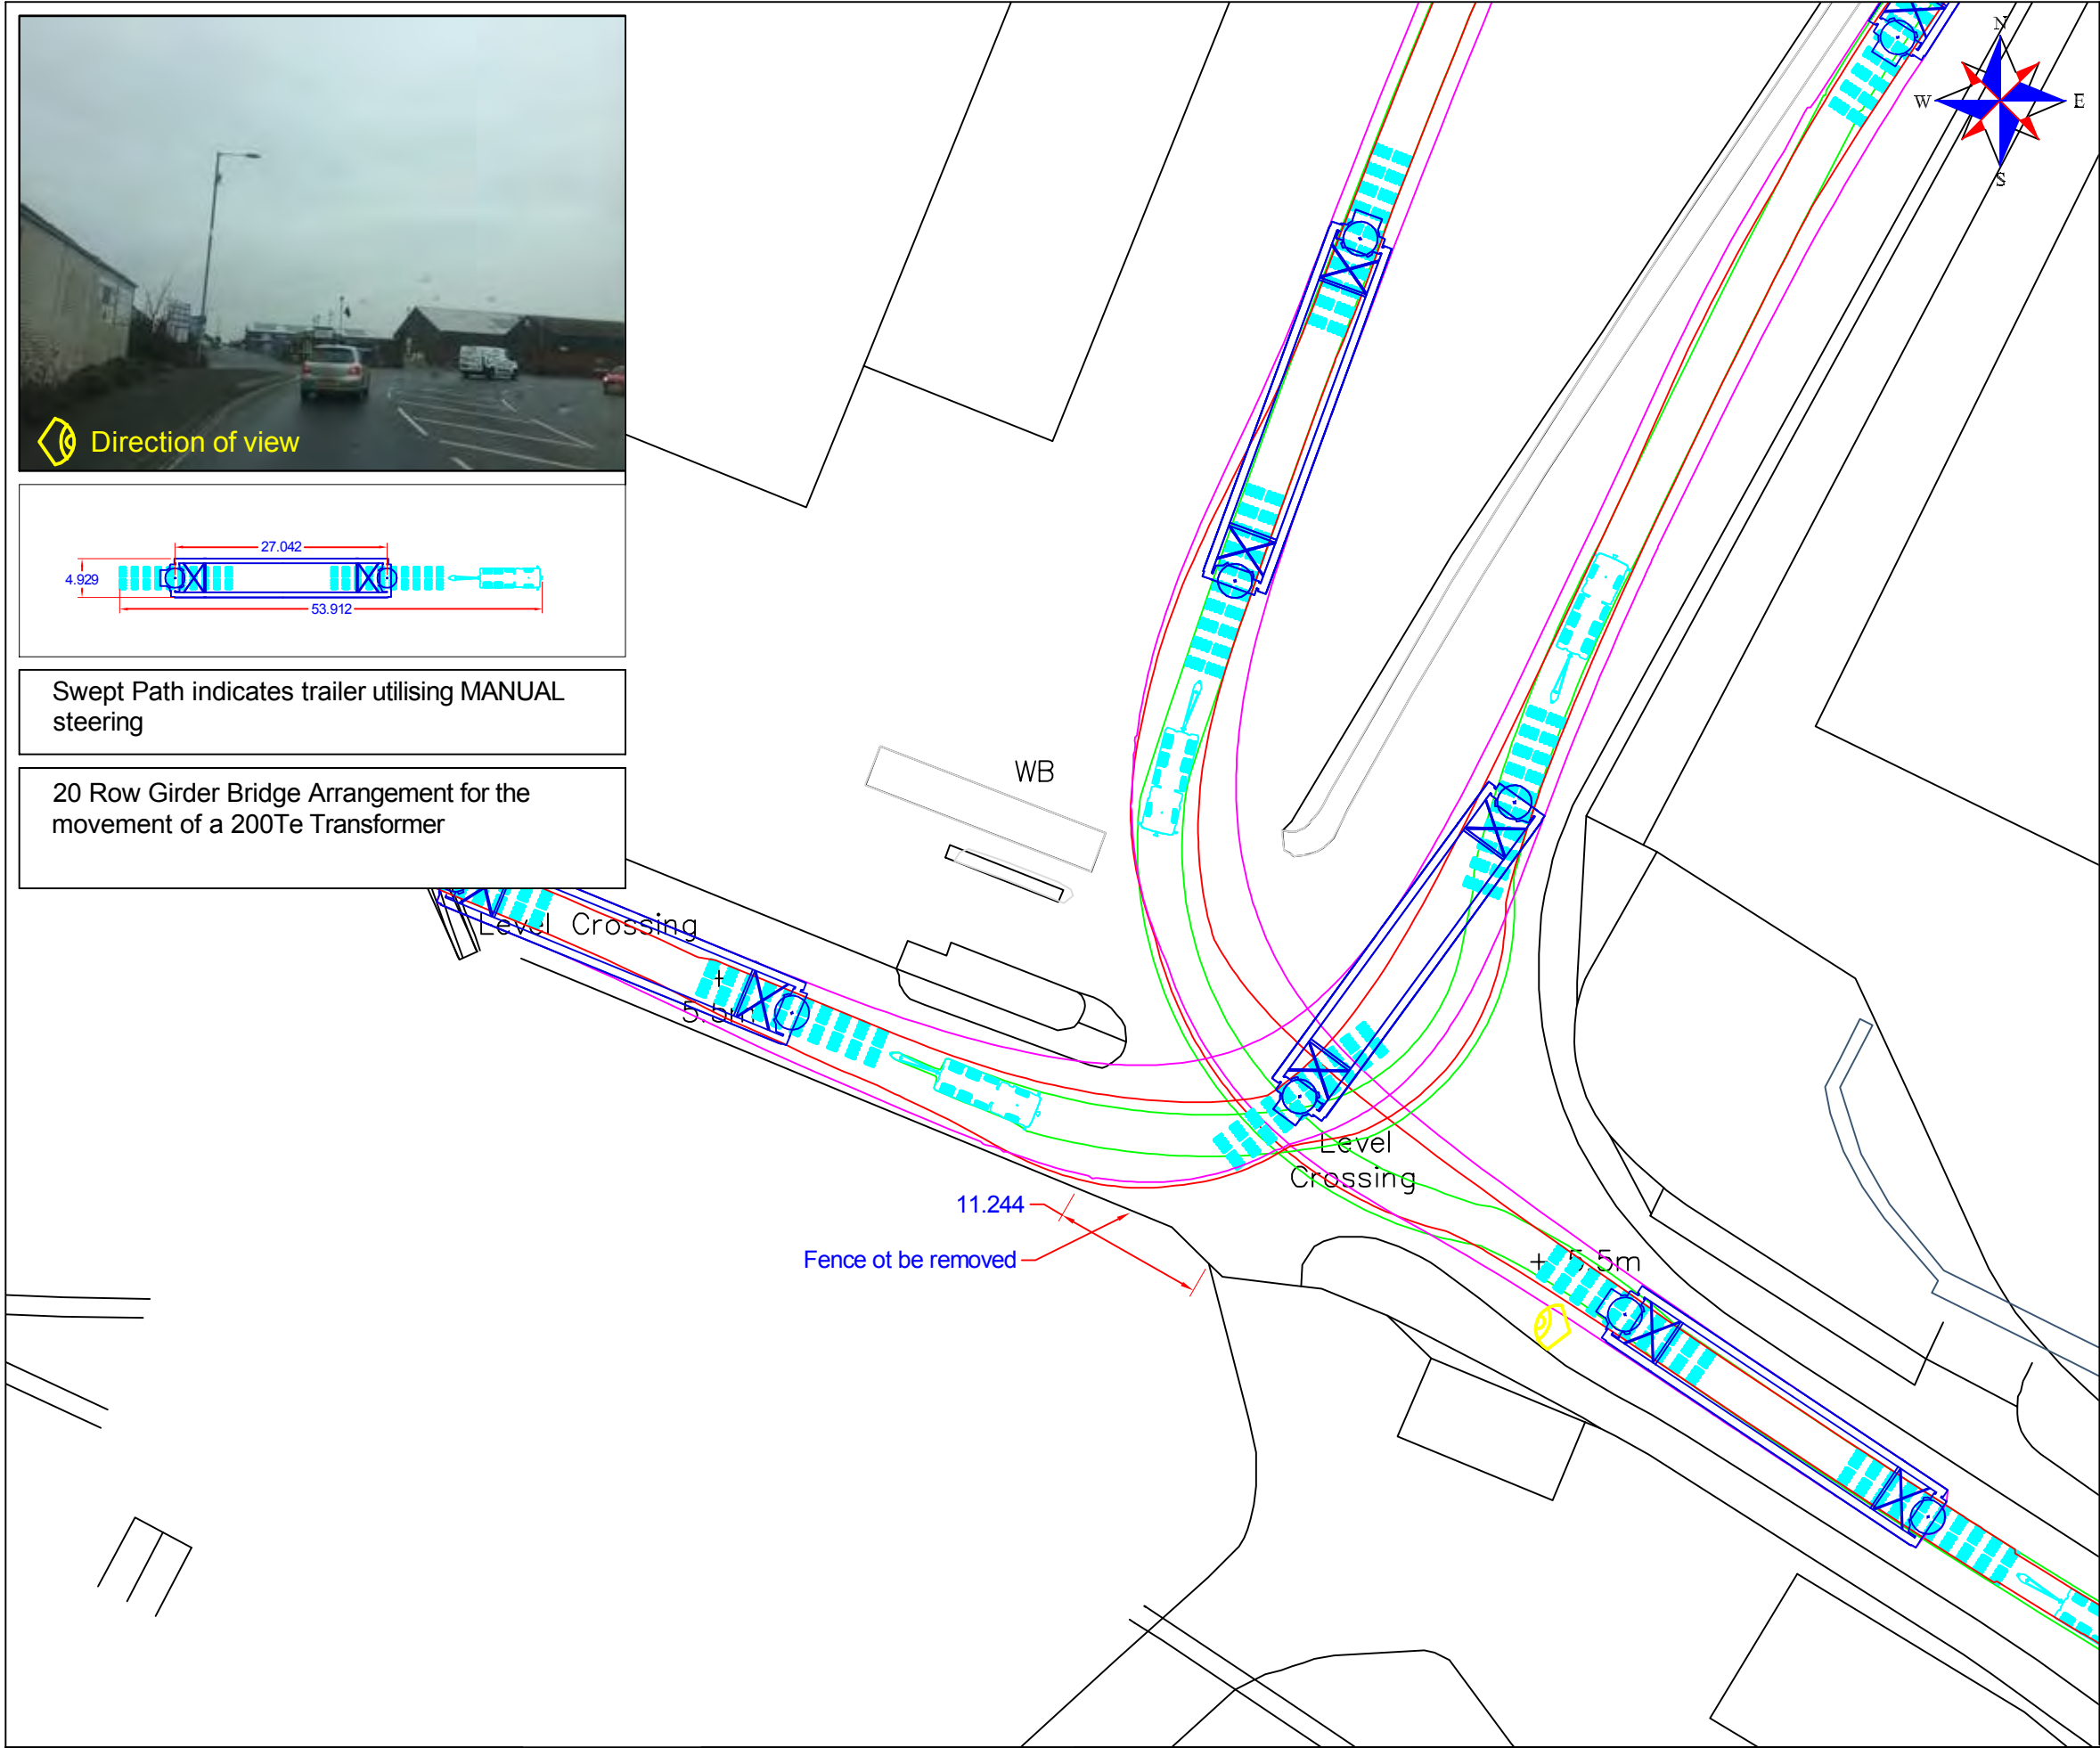 N
W
E
S
Direction of view
27.042
4.929
53.912
Swept Path indicates trailer utilising MANUAL
steering
20 Row Girder Bridge Arrangement for the
movement of a 200Te Transformer
WB
Level Crossing
+
5.5m
Level
Crossing
11.244
Fence ot be removed
+ 5.5m